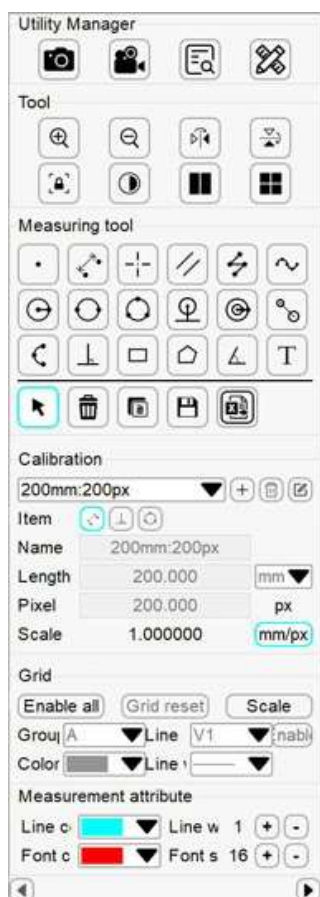 Utility Manager
Tool
Measuring tool
T
Calibration
200mm:200px
Item
Name 200mm:200px
Length 200.000 mm
Pixel 200.000 px
Scale 1.000000 mm/px
Grid
Enable all Grid reset Scale
Grou A Line V1 Enabl
Color Line
Measurement attribute
Line c Line w 1 + -
Font c Font s 16 + -